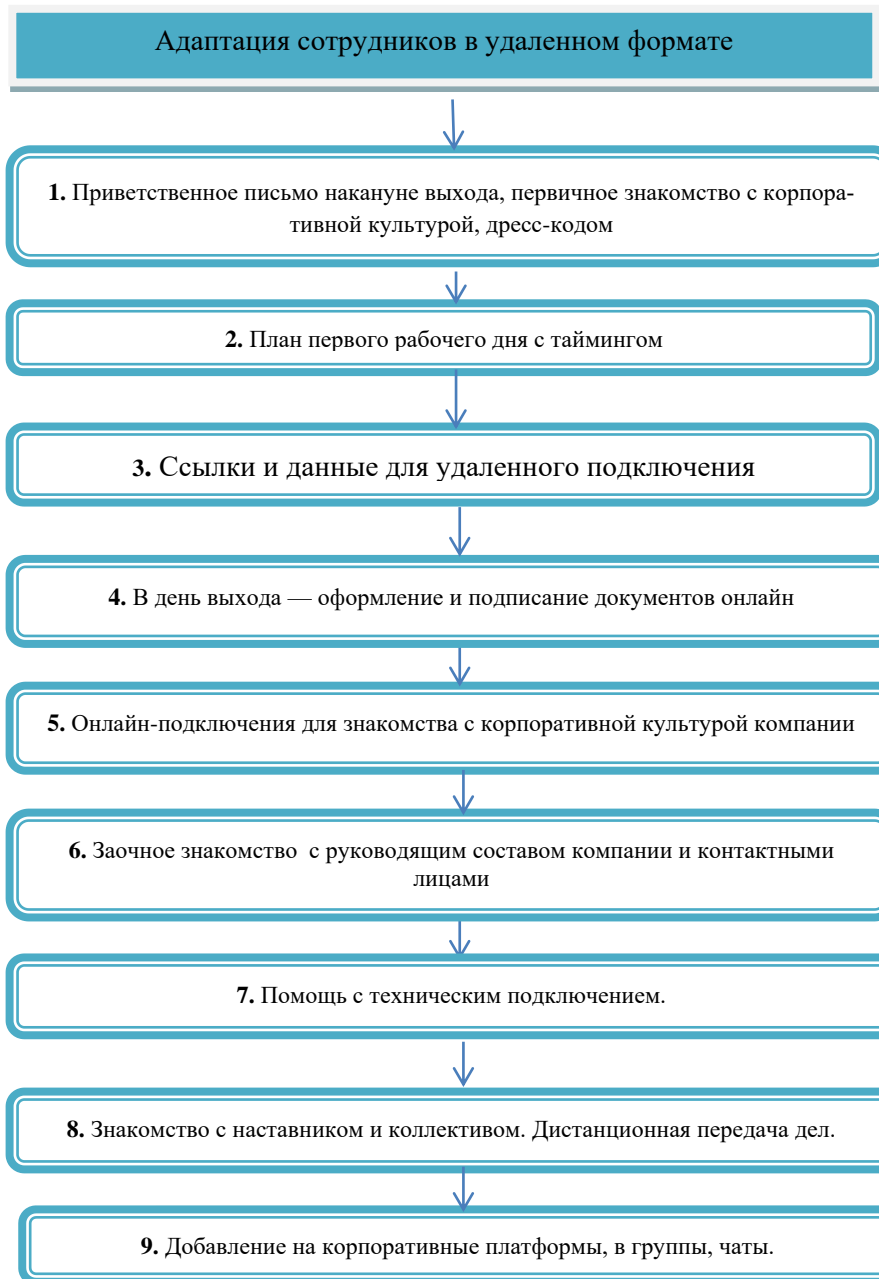 Адаптация сотрудников в удаленном формате
1. Приветственное письмо накануне выхода, первичное знакомство с корпора-
тивной культурой, дресс-кодом
2. План первого рабочего дня с таймингом
3. Ссылки и данные для удаленного подключения
4. В день выхода — оформление и подписание документов онлайн
5. Онлайн-подключения для знакомства с корпоративной культурой компании
6. Заочное знакомство  с руководящим составом компании и контактными
лицами
7. Помощь с техническим подключением.
8. Знакомство с наставником и коллективом. Дистанционная передача дел.
9. Добавление на корпоративные платформы, в группы, чаты.